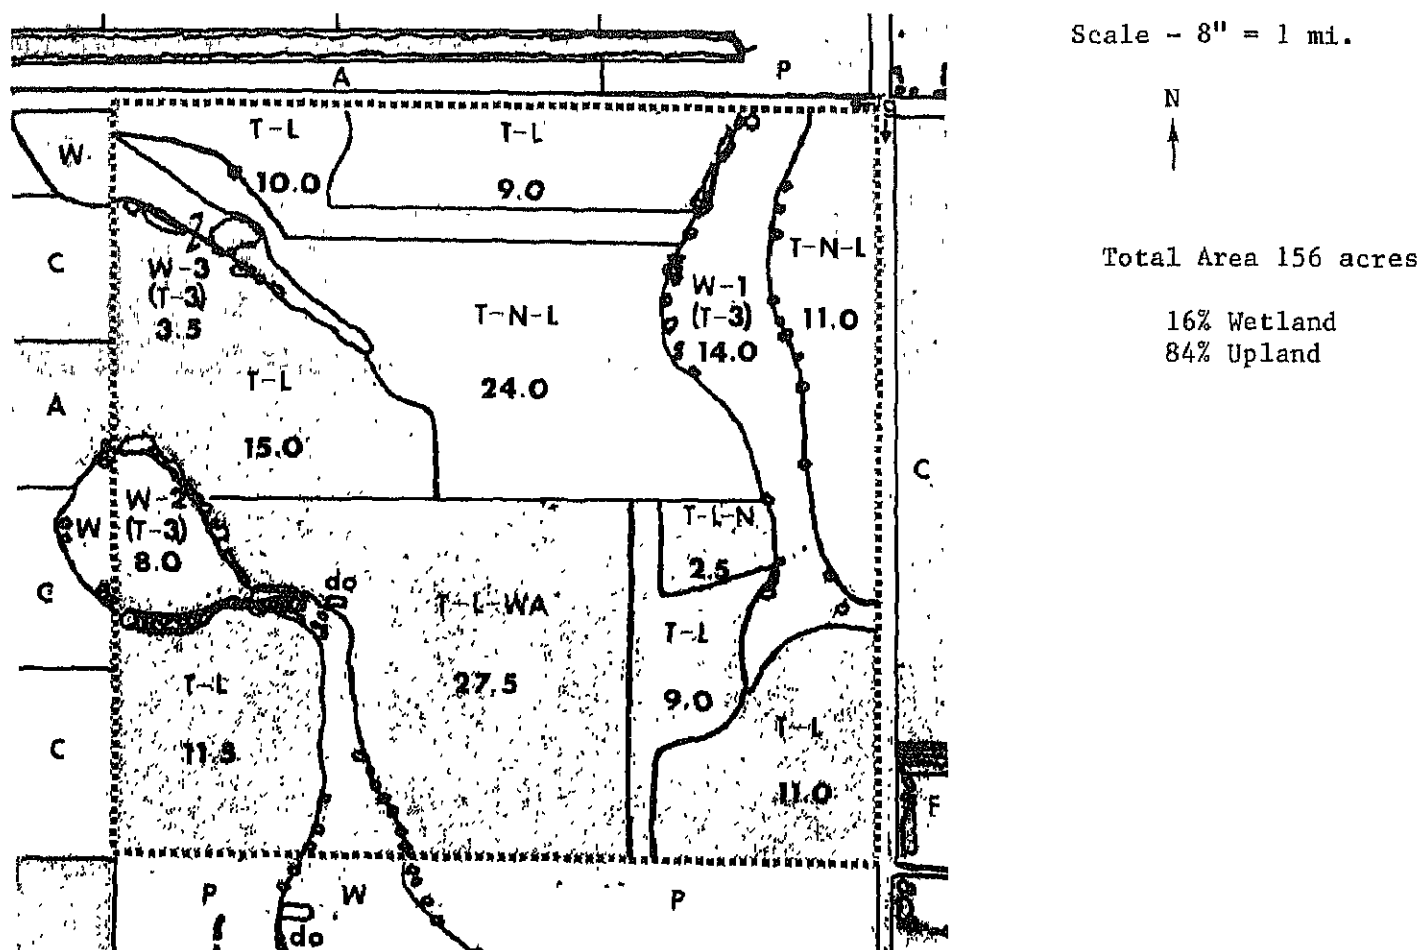 Scale - 8" = 1 mi.
N
Total Area 156 acres
16% Wetland
84% Upland
A
P
W
T-L
10.0
T-L
9.0
C
W-3
(T-3)
3.5
T-N-L
24.0
W-1
(T-3)
14.0
T-N-L
11.0
A
T-L
15.0
C
W
W-2
(T-3)
8.0
T-L-N
2.5
C
do
T-L-WA
27.5
T-L
9.0
T-L
11.5
C
T-L
11.0
P
W
P
do